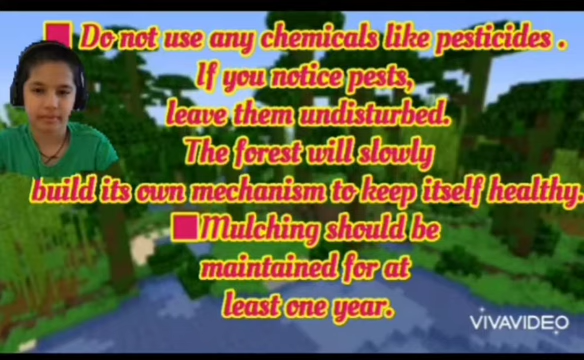 Do not use any chemicals like pesticides .
If you notice pests,
leave them undisturbed.
The forest will slowly
build its own mechanism to keep itself healthy.
Mulching should be
maintained for at
least one year.
VIVAVIDEO